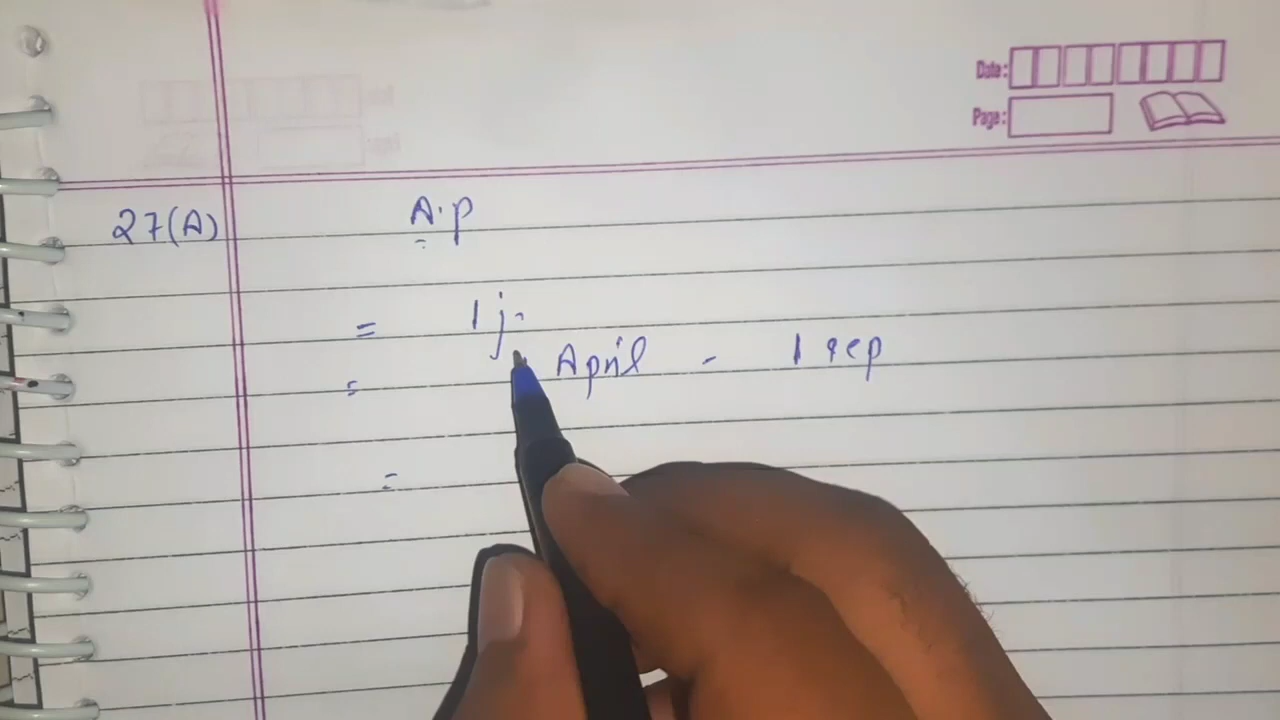 Date:
Page:
27(A) A.p
= 1 j
= April - 1 sep
=